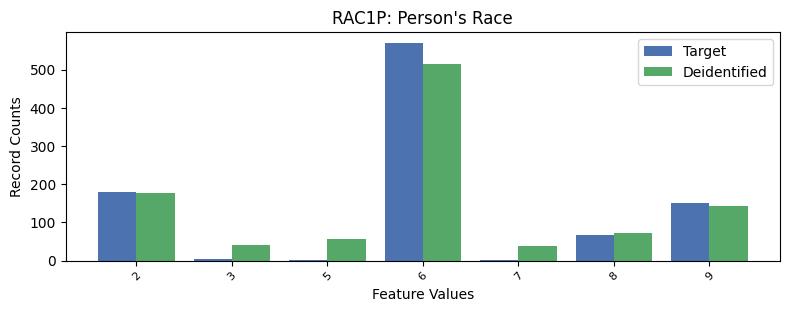 RAC1P: Person's Race
Record Counts
500
400
300
200
100
0
Target
Deidentified
2 3 5 6 7 8 9
Feature Values